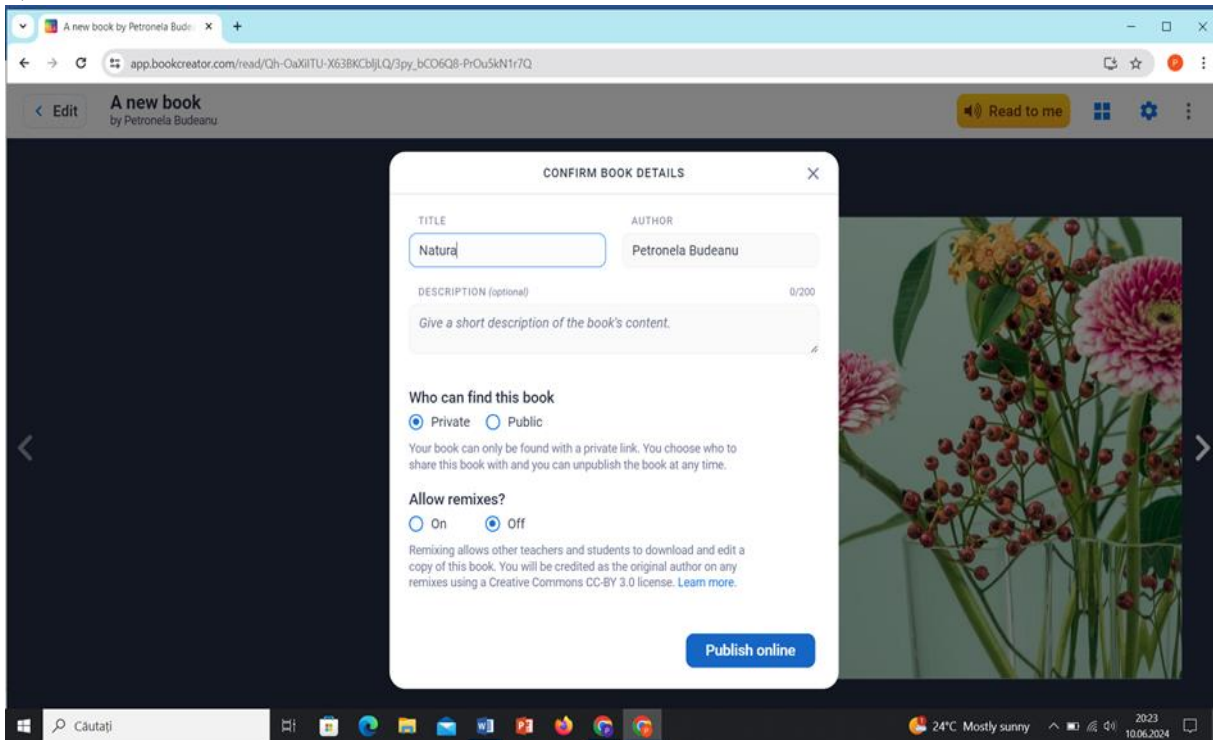 A new book by Petronela Bude
app.bookcreator.com/read/Qh-OaXiITU-X63BKCbljLQ/3py_bCO6Q8-PrOu5kN1r7Q
P
Edit
A new book
by Petronela Budeanu
Read to me
CONFIRM BOOK DETAILS
TITLE
AUTHOR
Natura
Petronela Budeanu
DESCRIPTION (optional)
0/200
Give a short description of the book's content.
Who can find this book
Private
Public
Your book can only be found with a private link. You choose who to
share this book with and you can unpublish the book at any time.
Allow remixes?
On
Off
Remixing allows other teachers and students to download and edit a
copy of this book. You will be credited as the original author on any
remixes using a Creative Commons CC-BY 3.0 license. Learn more.
Publish online
Căutați
24°C Mostly sunny
2023
10.06.2024